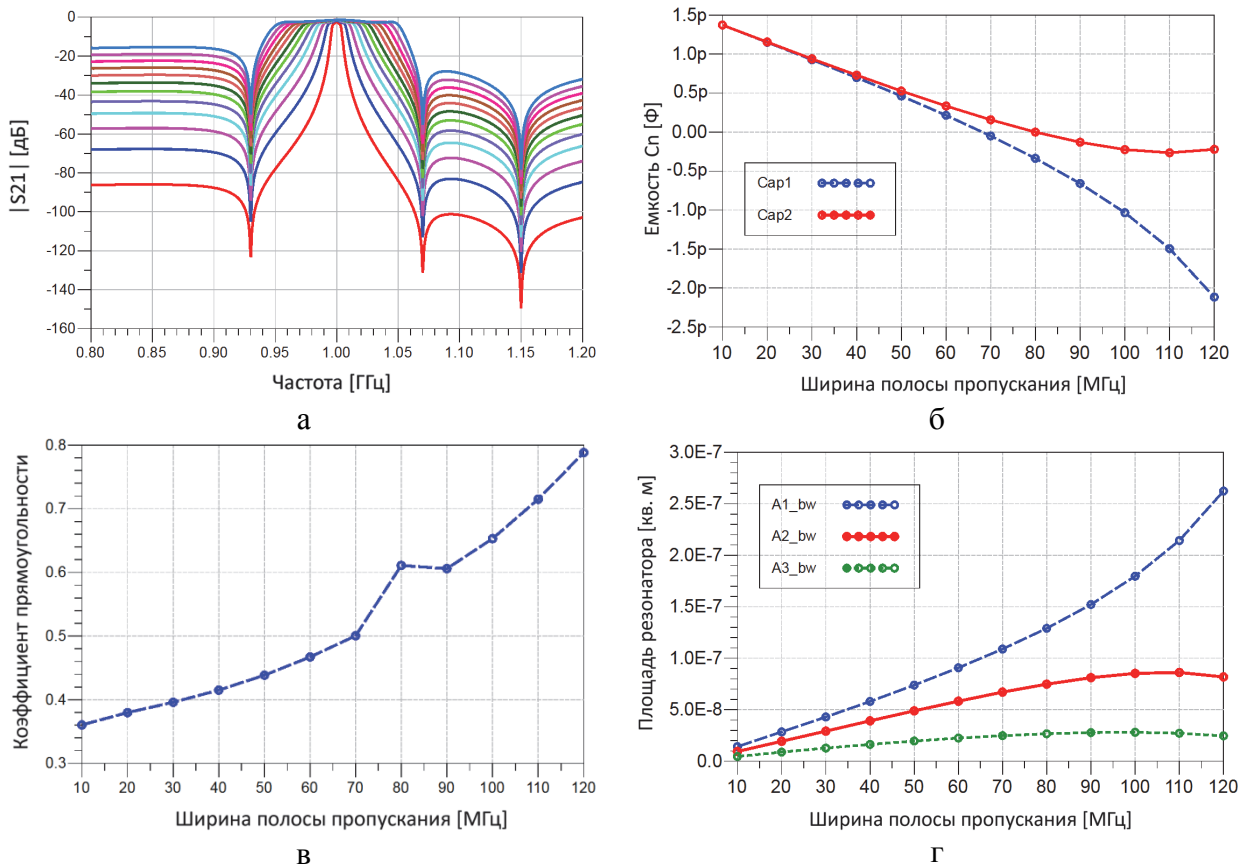 0
-20
-40
-60
-80
-100
-120
-140
-160
|S21| [дБ]
0.80
0.85
0.90
0.95
1.00
1.05
1.10
1.15
1.20
Частота [ГГц]
а
1.5p
1.0p
0.5p
0.00
-0.5p
-1.0p
-1.5p
-2.0p
-2.5p
Емкость Cn [Ф]
Cap1
Cap2
10
20
30
40
50
60
70
80
90
100
110
120
Ширина полосы пропускания [МГц]
б
0.8
0.7
0.6
0.5
0.4
0.3
Коэффициент прямоугольности
10
20
30
40
50
60
70
80
90
100
110
120
Ширина полосы пропускания [МГц]
в
3.0E-7
2.5E-7
2.0E-7
1.5E-7
1.0E-7
5.0E-8
0.0
Площадь резонатора [кв. м]
A1_bw
A2_bw
A3_bw
10
20
30
40
50
60
70
80
90
100
110
120
Ширина полосы пропускания [МГц]
г